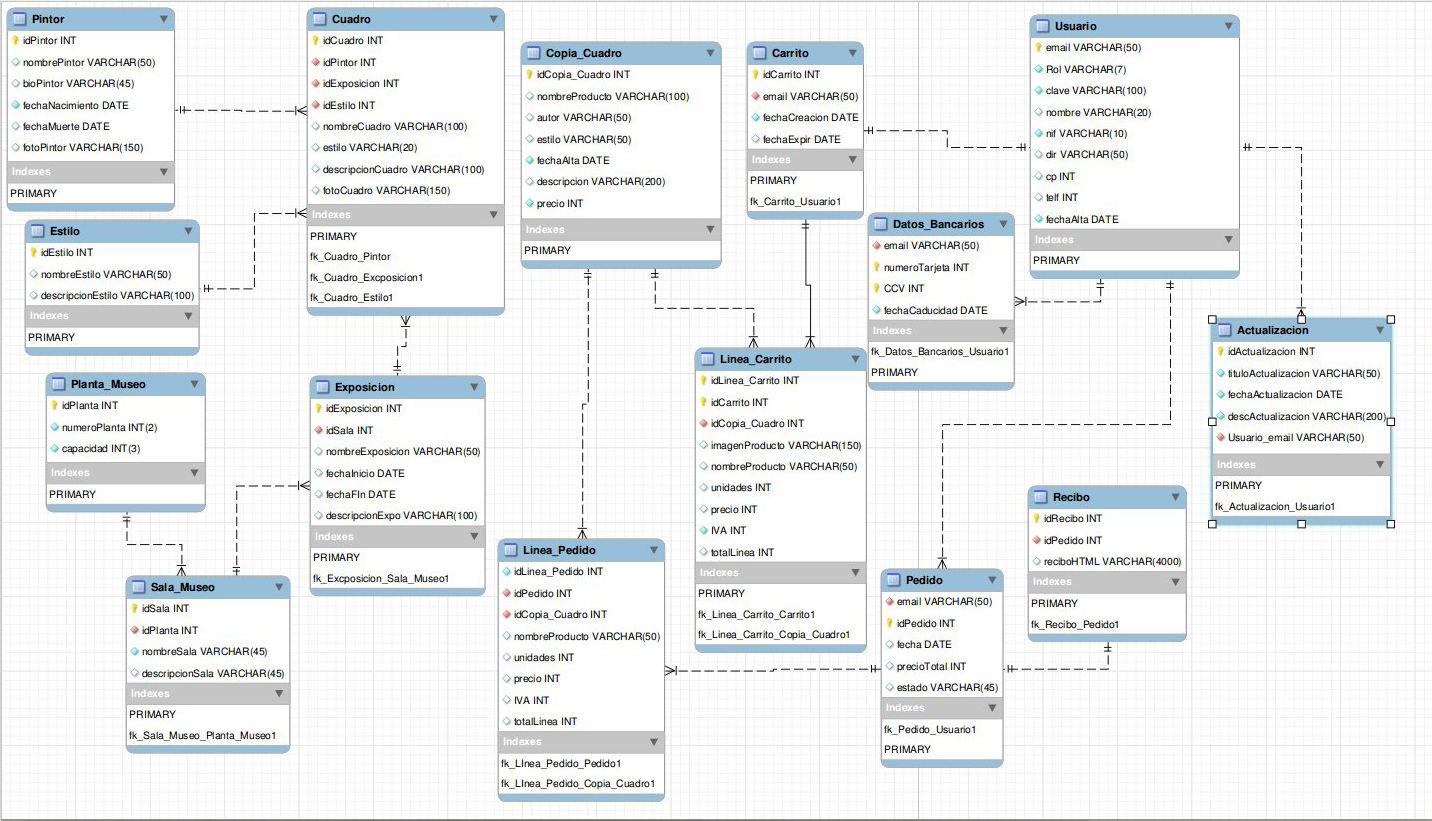 Pintor
idPintor INT
nombrePintor VARCHAR(50)
bioPintor VARCHAR(45)
fechaNacimiento DATE
fechaMuerte DATE
fotoPintor VARCHAR(150)
Indexes
PRIMARY
Estilo
idEstilo INT
nombreEstilo VARCHAR(50)
descripcionEstilo VARCHAR(100)
Indexes
PRIMARY
Planta_Museo
idPlanta INT
numeroPlanta INT(2)
capacidad INT(3)
Indexes
PRIMARY
Sala_Museo
idSala INT
idPlanta INT
nombreSala VARCHAR(45)
descripcionSala VARCHAR(45)
Indexes
PRIMARY
fk_Sala_Museo_Planta_Museo1
Cuadro
idCuadro INT
idPintor INT
idExposicion INT
idEstilo INT
nombreCuadro VARCHAR(100)
estilo VARCHAR(20)
descripcionCuadro VARCHAR(100)
fotoCuadro VARCHAR(150)
Indexes
PRIMARY
fk_Cuadro_Pintor
fk_Cuadro_Excposicion1
fk_Cuadro_Estilo1
Exposicion
idExposicion INT
idSala INT
nombreExposicion VARCHAR(50)
fechaInicio DATE
fechaFIn DATE
descripcionExpo VARCHAR(100)
Indexes
PRIMARY
fk_Excposicion_Sala_Museo1
Copia_Cuadro
idCopia_Cuadro INT
nombreProducto VARCHAR(100)
autor VARCHAR(50)
estilo VARCHAR(50)
fechaAlta DATE
descripcion VARCHAR(200)
precio INT
Indexes
PRIMARY
Linea_Pedido
idLinea_Pedido INT
idPedido INT
idCopia_Cuadro INT
nombreProducto VARCHAR(50)
unidades INT
precio INT
IVA INT
totalLinea INT
Indexes
fk_LInea_Pedido_Pedido1
fk_LInea_Pedido_Copia_Cuadro1
Carrito
idCarrito INT
email VARCHAR(50)
fechaCreacion DATE
fechaExpir DATE
Indexes
PRIMARY
fk_Carrito_Usuario1
Linea_Carrito
idLinea_Carrito INT
idCarrito INT
idCopia_Cuadro INT
imagenProducto VARCHAR(150)
nombreProducto VARCHAR(50)
unidades INT
precio INT
IVA INT
totalLinea INT
Indexes
PRIMARY
fk_Linea_Carrito_Carrito1
fk_Linea_Carrito_Copia_Cuadro1
Datos_Bancarios
email VARCHAR(50)
numeroTarjeta INT
CCV INT
fechaCaducidad DATE
Indexes
fk_Datos_Bancarios_Usuario1
PRIMARY
Pedido
email VARCHAR(50)
idPedido INT
fecha DATE
precioTotal INT
estado VARCHAR(45)
Indexes
fk_Pedido_Usuario1
PRIMARY
Usuario
email VARCHAR(50)
Rol VARCHAR(7)
clave VARCHAR(100)
nombre VARCHAR(20)
nif VARCHAR(10)
dir VARCHAR(50)
cp INT
telf INT
fechaAlta DATE
Indexes
PRIMARY
Recibo
idRecibo INT
idPedido INT
reciboHTML VARCHAR(4000)
Indexes
PRIMARY
fk_Recibo_Pedido1
Actualizacion
idActualizacion INT
tituloActualizacion VARCHAR(50)
fechaActualizacion DATE
descActualizacion VARCHAR(200)
Usuario_email VARCHAR(50)
Indexes
PRIMARY
fk_Actualizacion_Usuario1